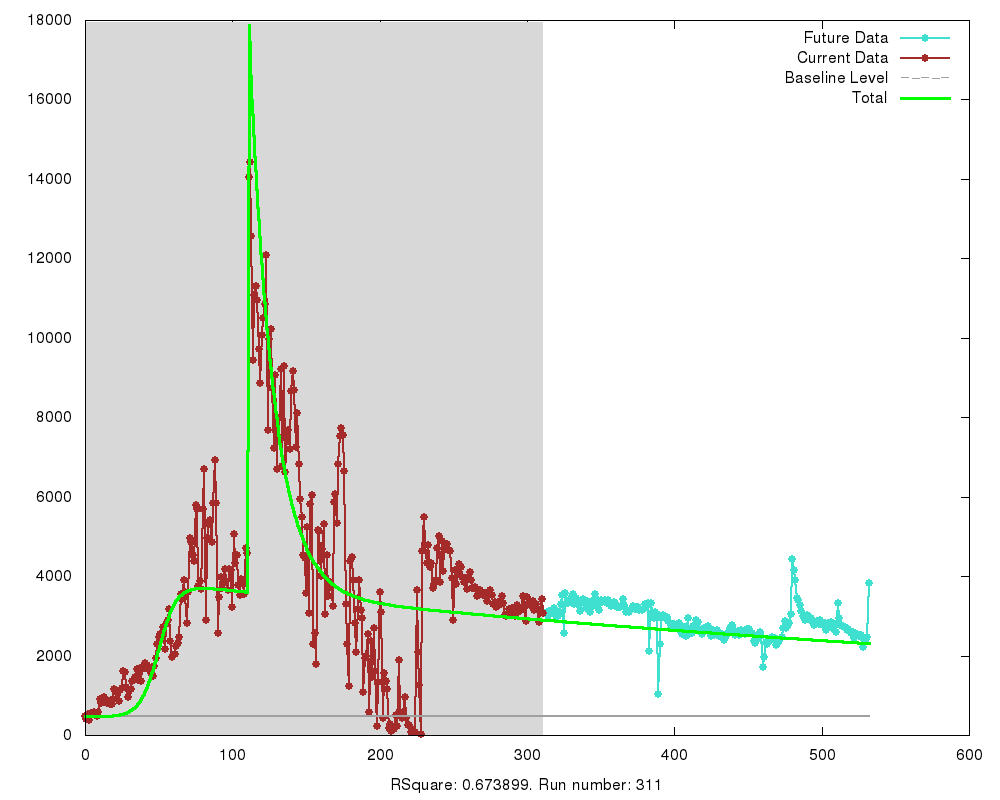 18000
16000
14000
12000
10000
8000
6000
4000
2000
0
0 100 200 300 400 500 600
Future Data
Current Data
Baseline Level
Total
RSquare: 0.673899. Run number: 311